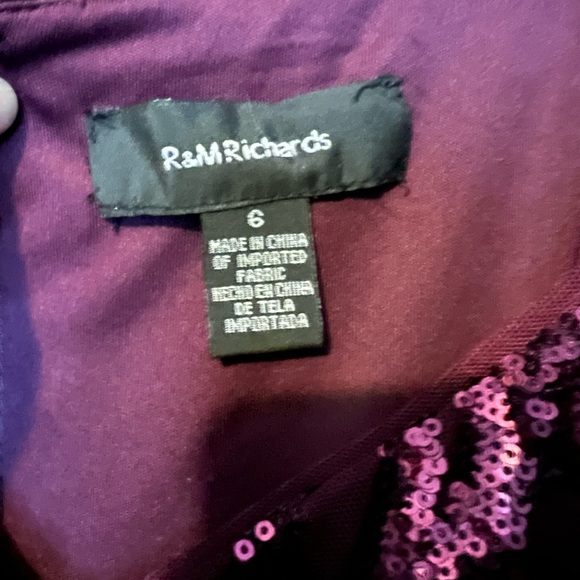 R&M Richards
6
MADE IN CHINA
OF IMPORTED
FABRIC
HECHO EN CHINA
DE TELA
IMPORTADA